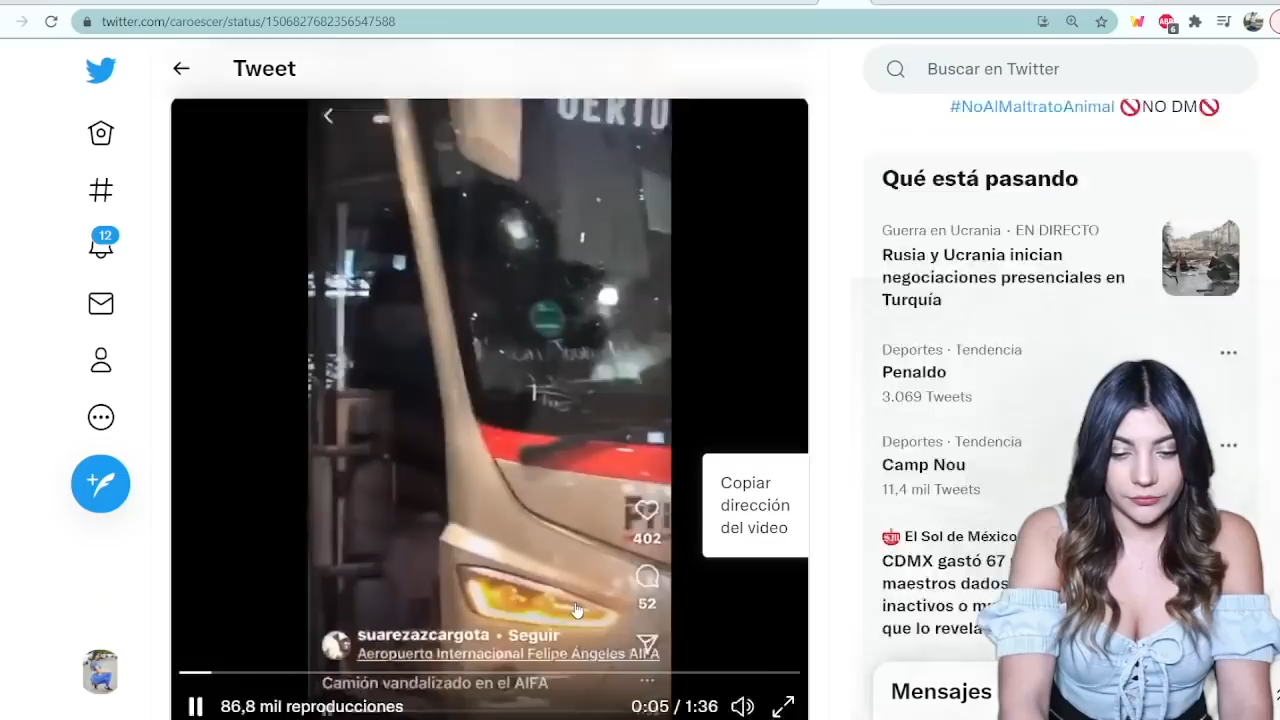 twitter.com/caroescer/status/1506827682356547588
6
Tweet
Buscar en Twitter
#NoAlMaltratoAnimal 🚫NO DM🚫
12
Qué está pasando
Guerra en Ucrania · EN DIRECTO
Rusia y Ucrania inician
negociaciones presenciales en
Turquía
Deportes · Tendencia
Penaldo
3.069 Tweets
Deportes · Tendencia
Camp Nou
11,4 mil Tweets
El Sol de México
CDMX gastó 67
maestros dados
inactivos o m
que lo revela
Mensajes
Copiar
dirección
del video
402
52
suarezazcargota • Seguir
Aeropuerto Internacional Felipe Ángeles AIFA
Camión vandalizado en el AIFA
86,8 mil reproducciones
0:05 / 1:36